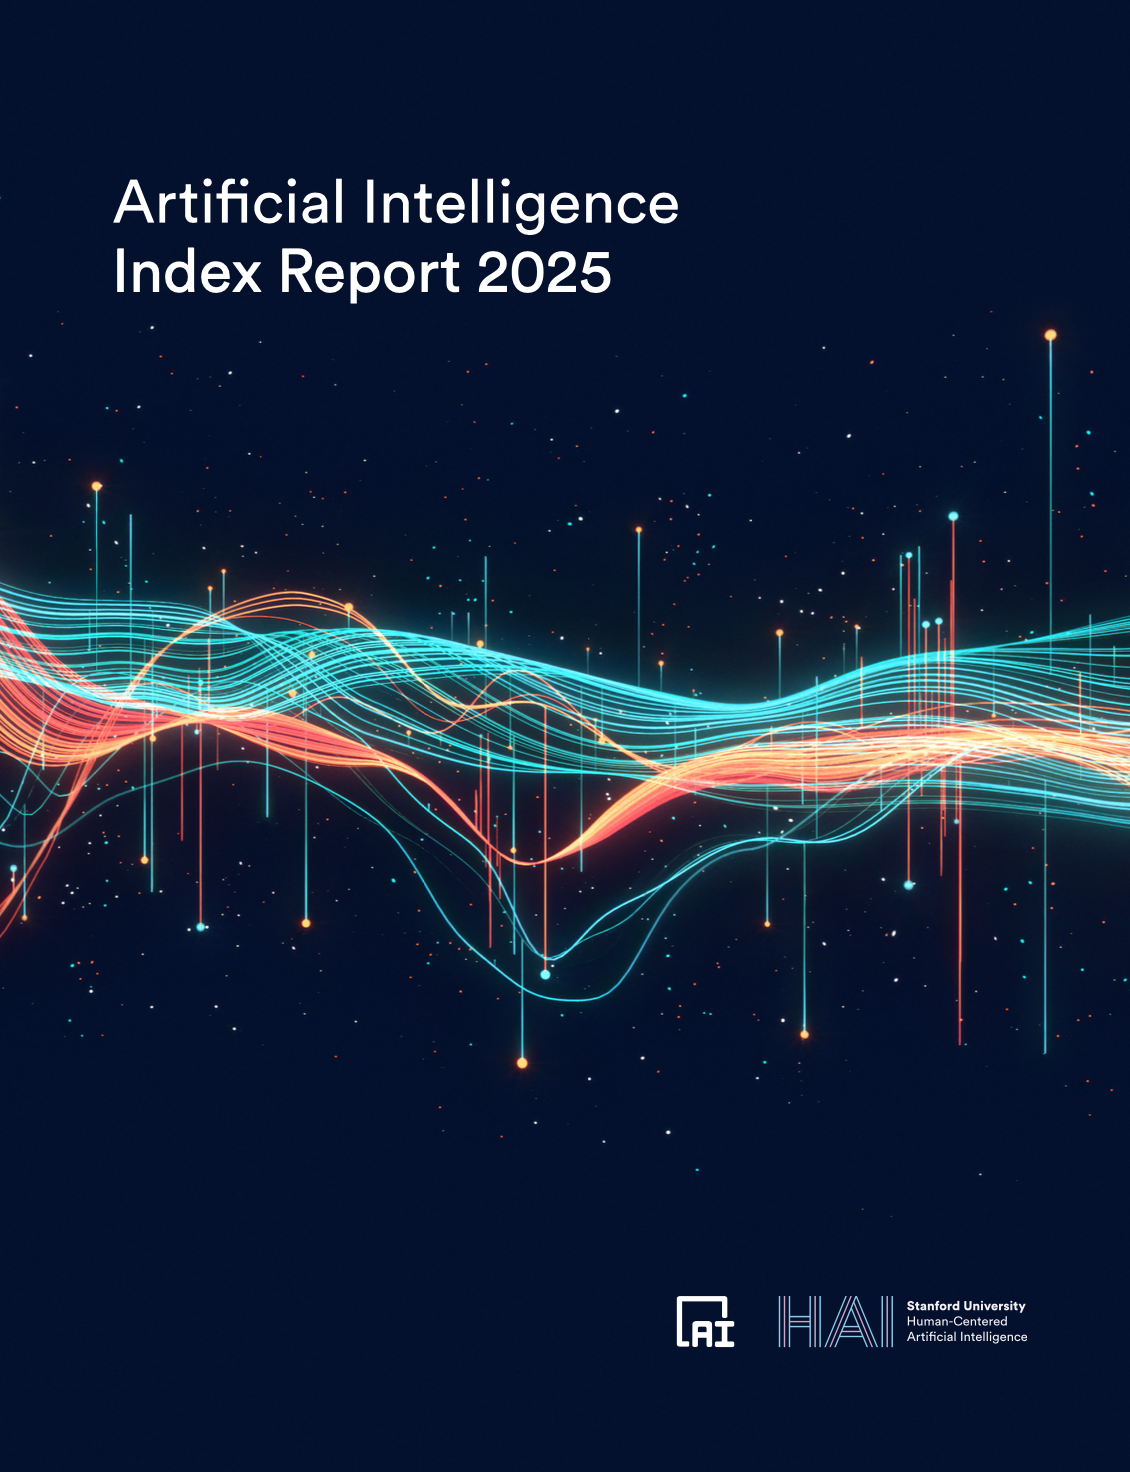 Artificial Intelligence
Index Report 2025
AI
HAI
Stanford University
Human-Centered
Artificial Intelligence